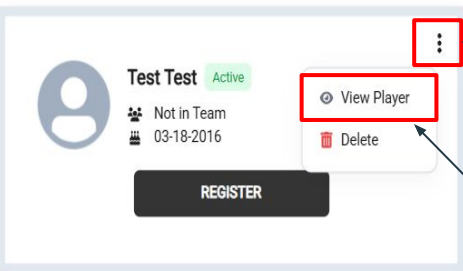 Test Test Active
View Player
Not in Team
03-18-2016
Delete
REGISTER